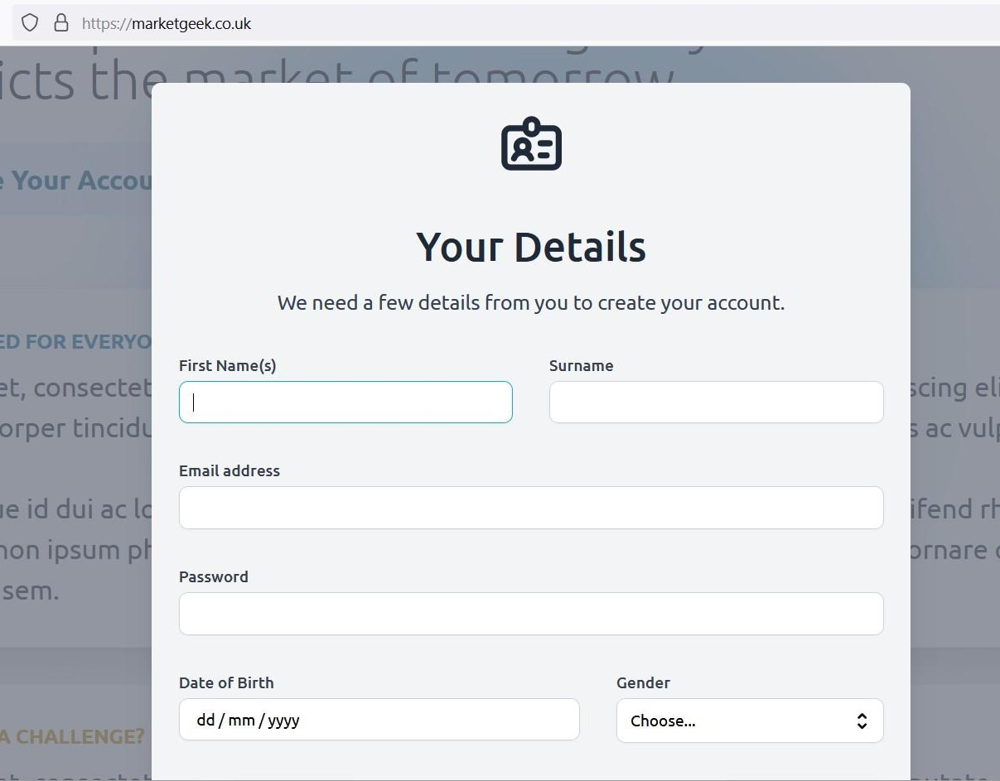 https://marketgeek.co.uk
icts the market of tomorrow
e Your Accou
Your Details
We need a few details from you to create your account.
ED FOR EVERYO
First Name(s) Surname
et, consectet scing eli
orper tincidu s ac vulp
Email address
ue id dui ac lo ifend rh
non ipsum ph ornare
sem.
Password
Date of Birth Gender
dd / mm / yyyy Choose...
A CHALLENGE?